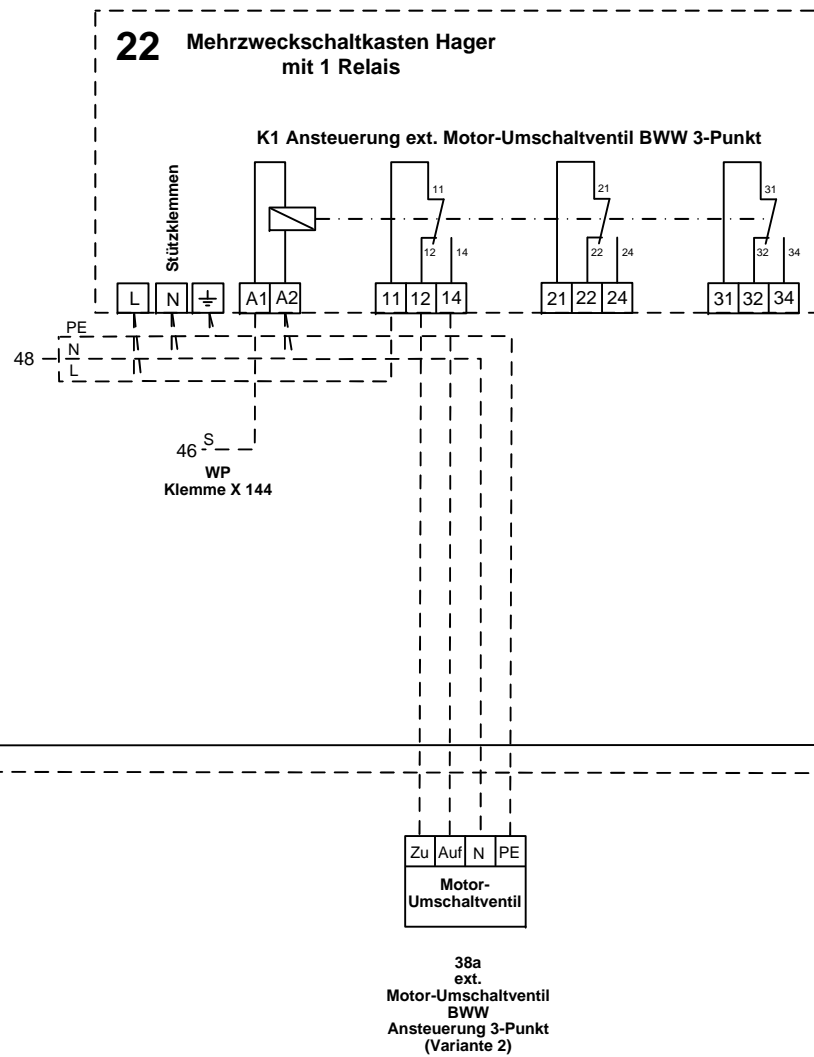 22 Mehrzweckschaltkasten Hager
mit 1 Relais
K1 Ansteuerung ext. Motor-Umschaltventil BWW 3-Punkt
Stützklemmen
11 21 31
12 14 22 24 32 34
L N A1 A2 11 12 14 21 22 24 31 32 34
PE
48 N
L
46 S
WP
Klemme X 144
Zu Auf N PE
Motor-
Umschaltventil
38a
ext.
Motor-Umschaltventil
BWW
Ansteuerung 3-Punkt
(Variante 2)